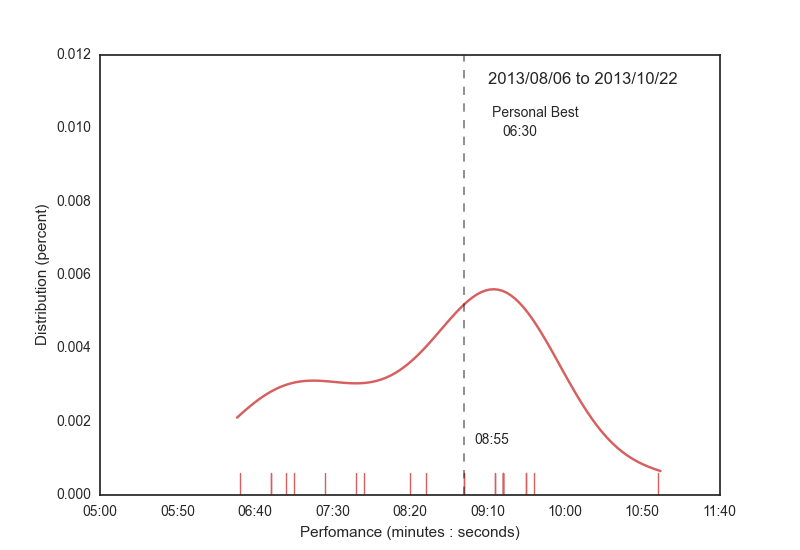 0.012
2013/08/06 to 2013/10/22
Personal Best
06:30
0.010
0.008
0.006
Distribution (percent)
0.004
0.002
08:55
0.000
05:00 05:50 06:40 07:30 08:20 09:10 10:00 10:50 11:40
Perfomance (minutes : seconds)